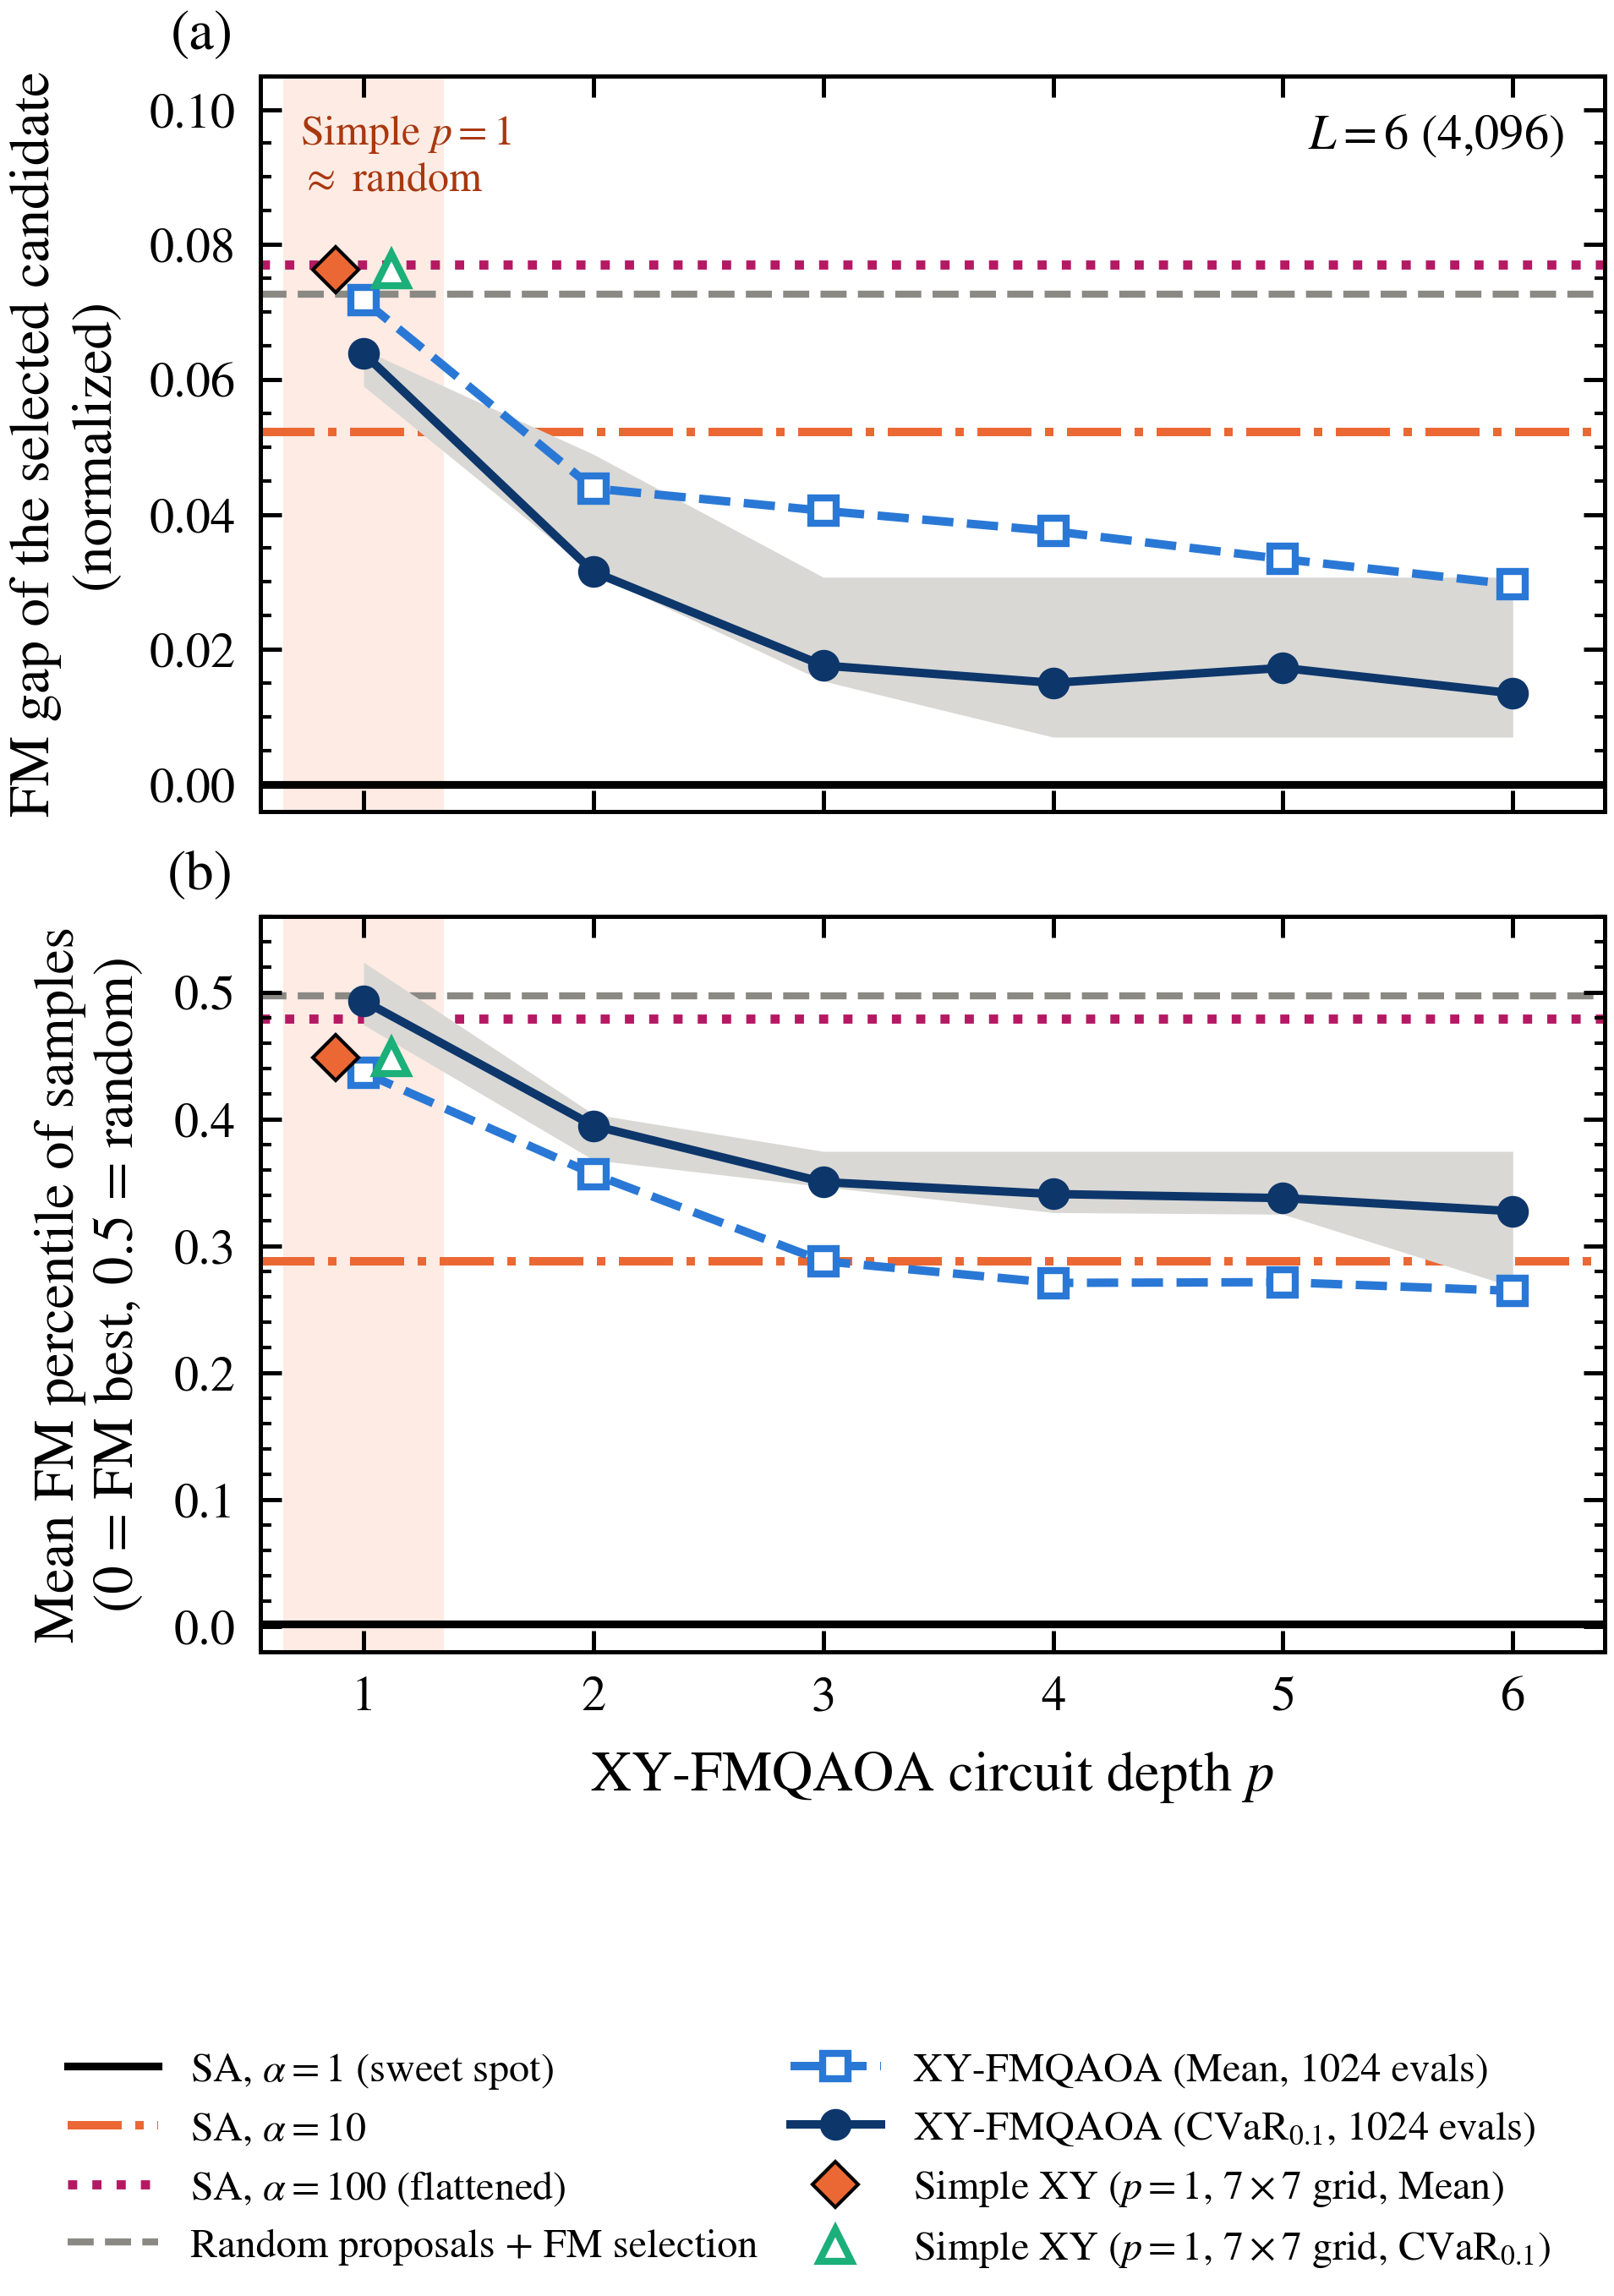 (a)
FM gap of the selected candidate
(normalized)
0.10
0.08
0.06
0.04
0.02
0.00
Simple p = 1
≈ random
L = 6 (4,096)
(b)
Mean FM percentile of samples
(0 = FM best, 0.5 = random)
0.5
0.4
0.3
0.2
0.1
0.0
1 2 3 4 5 6
XY-FMQAOA circuit depth p
SA, α = 1 (sweet spot)
SA, α = 10
SA, α = 100 (flattened)
Random proposals + FM selection
XY-FMQAOA (Mean, 1024 evals)
XY-FMQAOA (CVaR₀.₁, 1024 evals)
Simple XY (p = 1, 7 × 7 grid, Mean)
Simple XY (p = 1, 7 × 7 grid, CVaR₀.₁)